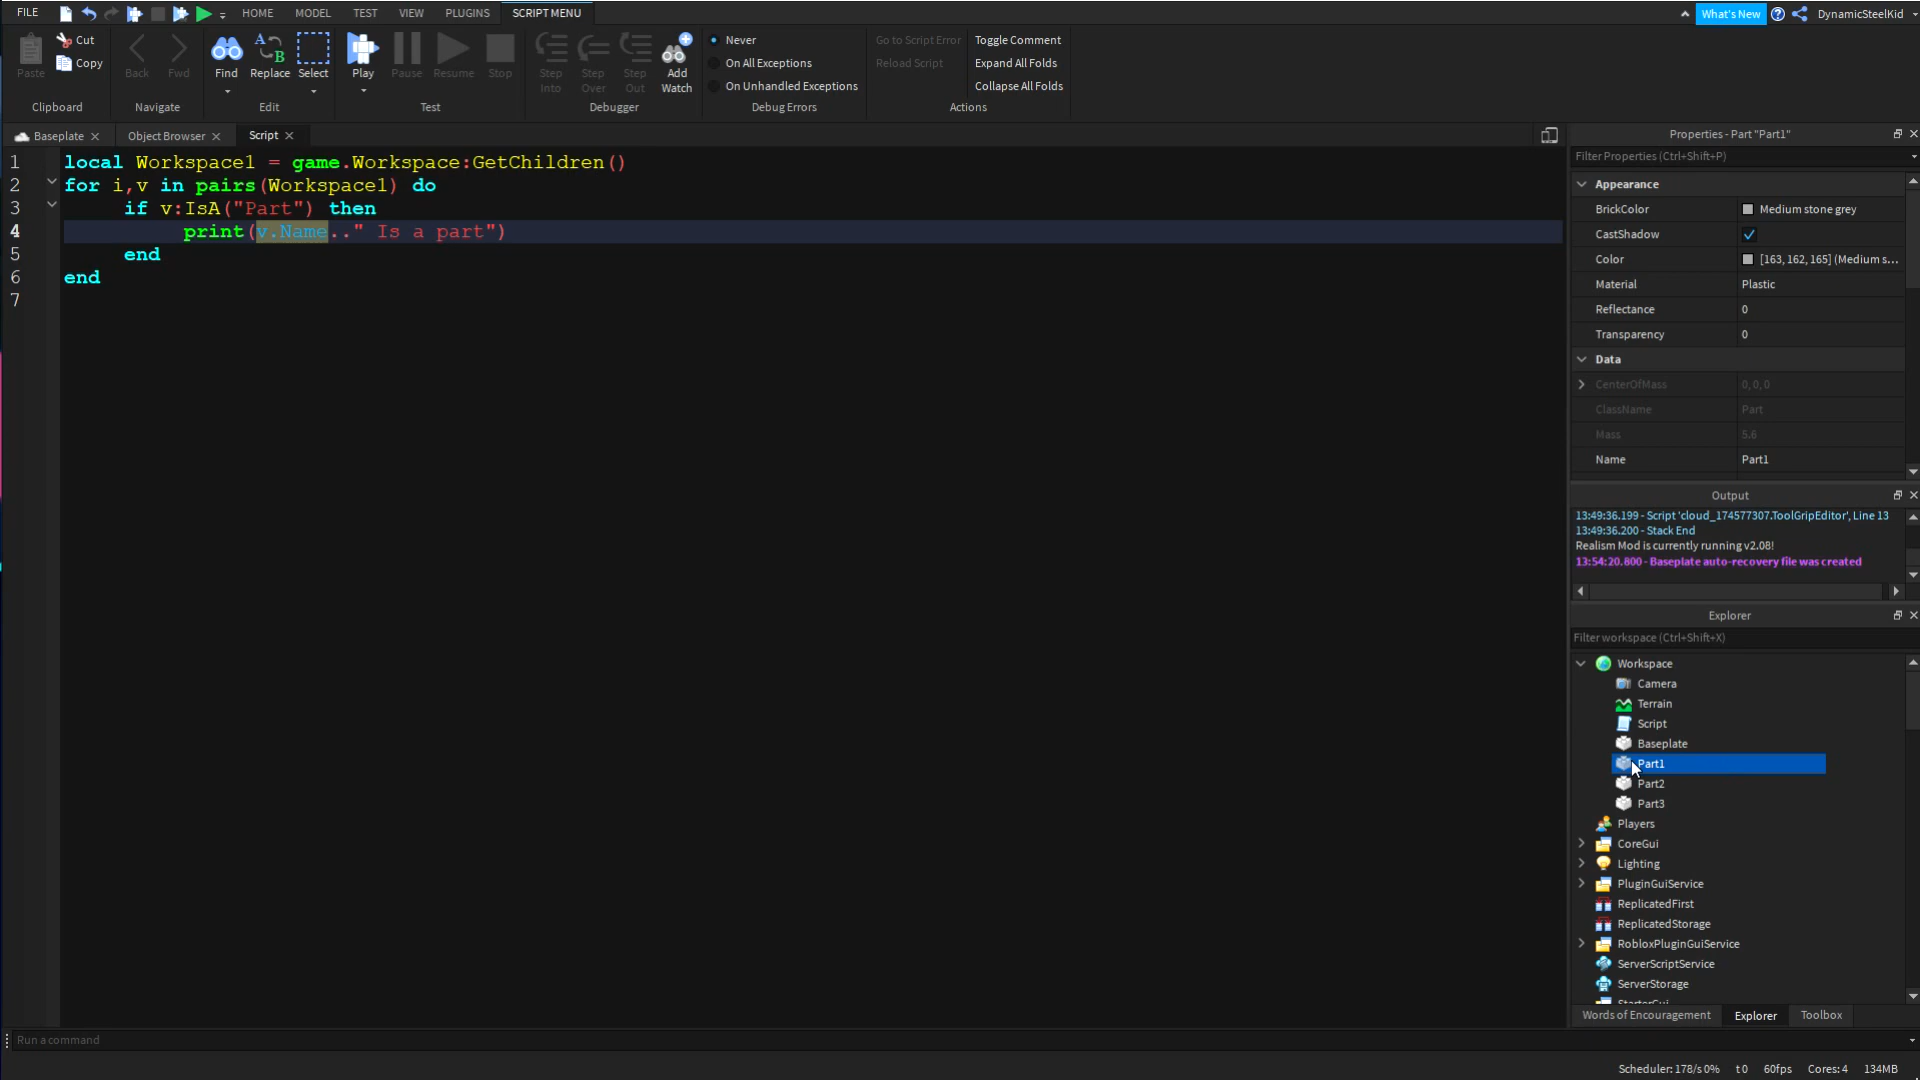 FILE HOME MODEL TEST VIEW PLUGINS SCRIPT MENU What's New DynamicSteelKid
Paste Cut Copy Clipboard
Back Fwd Navigate
Find Replace Select Edit
A B
Play Pause Resume Stop Test
Step Into Step Over Step Out Add Watch Debugger
Never
On All Exceptions
On Unhandled Exceptions
Debug Errors
Go to Script Error
Reload Script
Toggle Comment
Expand All Folds
Collapse All Folds
Actions
Baseplate Object Browser Script
1 local Workspace1 = game.Workspace:GetChildren()
2 for i,v in pairs(Workspace1) do
3 if v:IsA("Part") then
4 print(v.Name.." Is a part")
5 end
6 end
7
Properties - Part "Part1"
Filter Properties (Ctrl+Shift+P)
Appearance
BrickColor Medium stone grey
CastShadow
Color [163, 162, 165] (Medium s...
Material Plastic
Reflectance 0
Transparency 0
Data
CenterOfMass 0, 0, 0
ClassName Part
Mass 5.6
Name Part1
Output
13:49:36.199 - Script 'cloud_174577307.ToolGripEditor', Line 13
13:49:36.200 - Stack End
Realism Mod is currently running v2.08!
13:54:20.800 - Baseplate auto-recovery file was created
Explorer
Filter workspace (Ctrl+Shift+X)
Workspace
Camera
Terrain
Script
Baseplate
Part1
Part2
Part3
Players
CoreGui
Lighting
PluginGuiService
ReplicatedFirst
ReplicatedStorage
RobloxPluginGuiService
ServerScriptService
ServerStorage
StarterGui
Words of Encouragement Explorer Toolbox
Run a command
Scheduler: 178/s 0% t 0 60fps Cores: 4 134MB